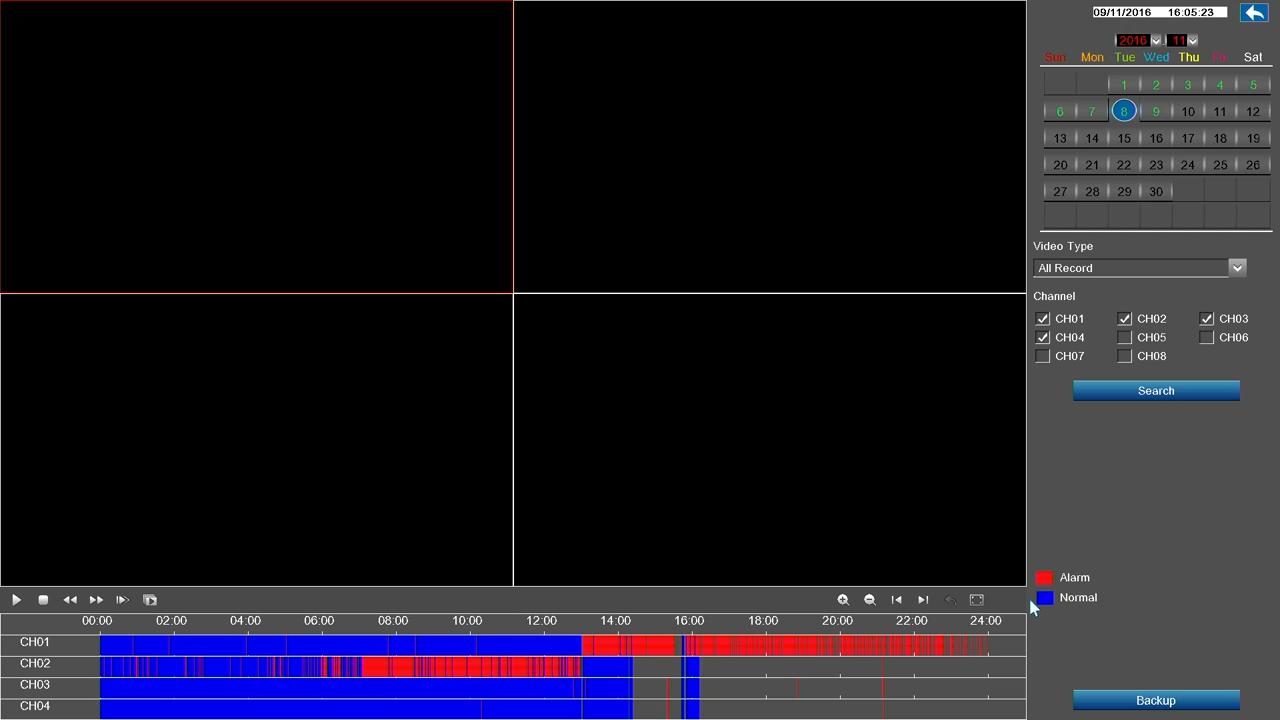 09/11/2016 16:05:23
2016 11
Sun Mon Tue Wed Thu Fri Sat
1 2 3 4 5
6 7 8 9 10 11 12
13 14 15 16 17 18 19
20 21 22 23 24 25 26
27 28 29 30
Video Type
All Record
Channel
CH01 CH02 CH03
CH04 CH05 CH06
CH07 CH08
Search
Alarm
Normal
00:00 02:00 04:00 06:00 08:00 10:00 12:00 14:00 16:00 18:00 20:00 22:00 24:00
CH01
CH02
CH03
CH04
Backup